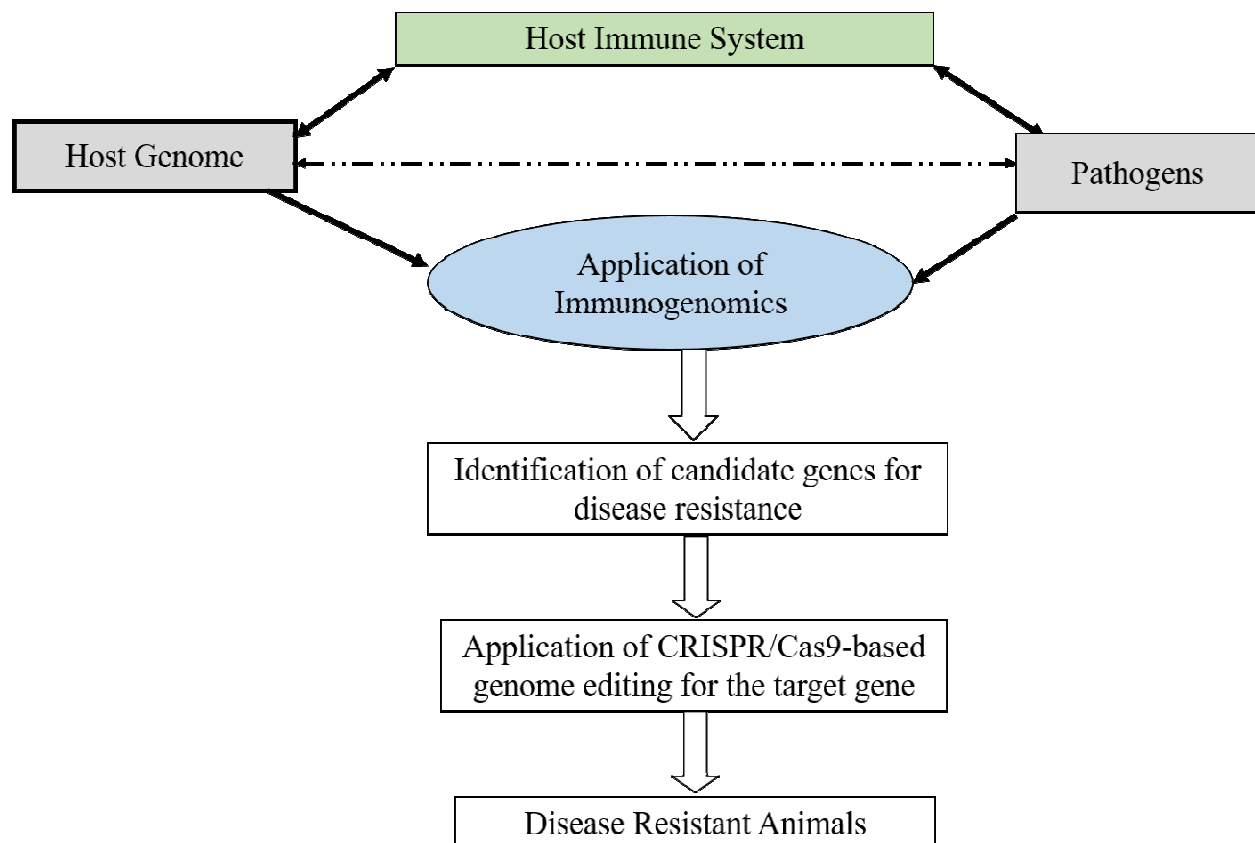 Host Immune System
Host Genome
Pathogens
Application of
Immunogenomics
Identification of candidate genes for
disease resistance
Application of CRISPR/Cas9-based
genome editing for the target gene
Disease Resistant Animals